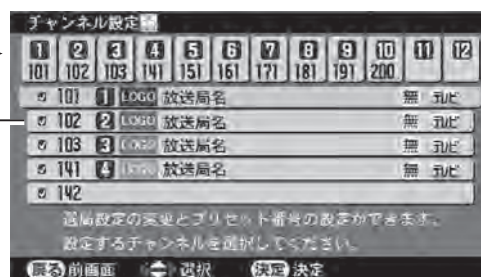 チャンネル設定
1 2 3 4 5 6 7 8 9 10 11 12
101 102 103 141 151 161 171 181 191 200
101 1 LOGO 放送局名 無 テレビ
102 2 LOGO 放送局名 無 テレビ
103 3 LOGO 放送局名 無 テレビ
141 4 LOGO 放送局名 無 テレビ
142
選局設定の変更とプリセット番号の設定ができます。
設定するチャンネルを選択してください。
戻る 前画面 選択 決定 決定